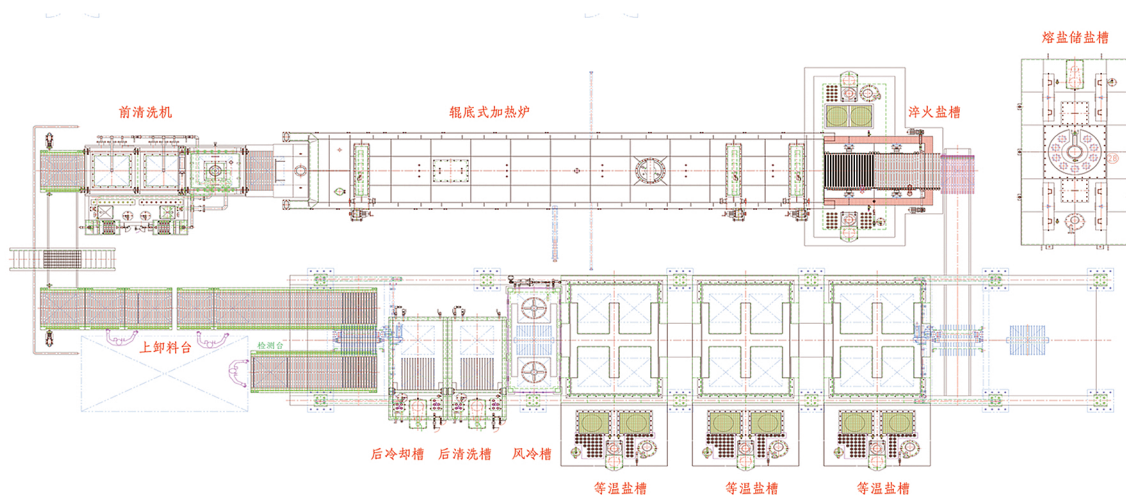 熔盐储盐槽
前清洗机
辊底式加热炉
淬火盐槽
上卸料台
检测台
后冷却槽
后清洗槽
风冷槽
等温盐槽
等温盐槽
等温盐槽